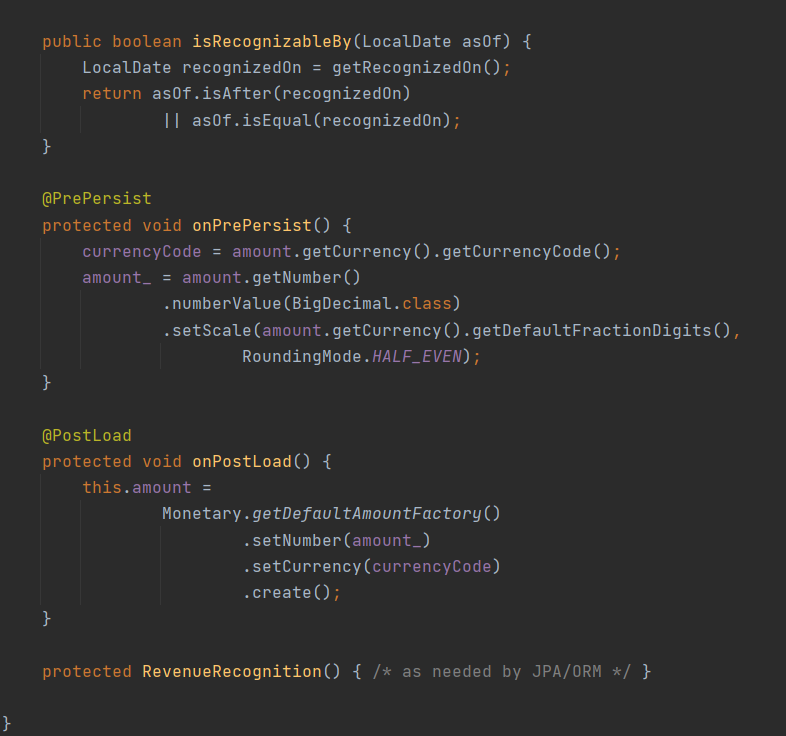 public boolean isRecognizableBy(LocalDate asOf) {
LocalDate recognizedOn = getRecognizedOn();
return asOf.isAfter(recognizedOn)
|| asOf.isEqual(recognizedOn);
}
@PrePersist
protected void onPrePersist() {
currencyCode = amount.getCurrency().getCurrencyCode();
amount_ = amount.getNumber()
.numberValue(BigDecimal.class)
.setScale(amount.getCurrency().getDefaultFractionDigits(),
RoundingMode.HALF_EVEN);
}
@PostLoad
protected void onPostLoad() {
this.amount =
Monetary.getDefaultAmountFactory()
.setNumber(amount_)
.setCurrency(currencyCode)
.create();
}
protected RevenueRecognition() { /* as needed by JPA/ORM */ }
}